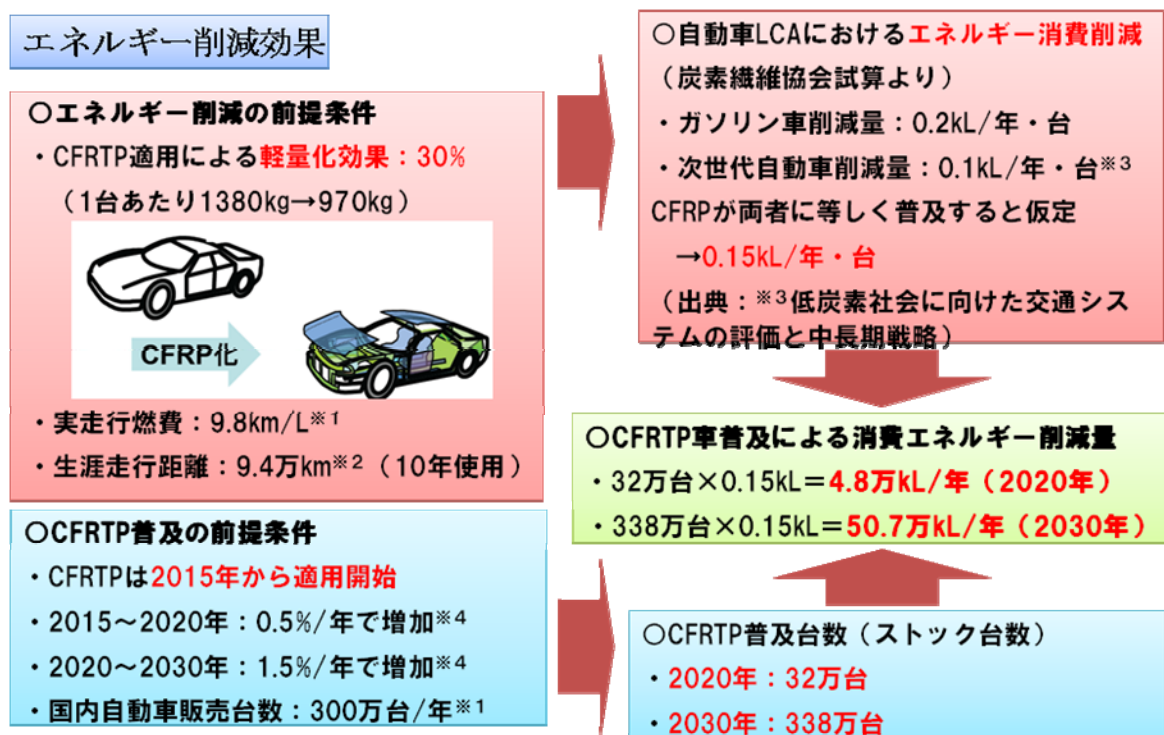 エネルギー削減効果
○エネルギー削減の前提条件
・CFRTP適用による軽量化効果：30%
（1台あたり1380kg→970kg）
CFRP化
・実走行燃費：9.8km/L※1
・生涯走行距離：9.4万km※2（10年使用）
○CFRTP普及の前提条件
・CFRTPは2015年から適用開始
・2015～2020年：0.5%/年で増加※4
・2020～2030年：1.5%/年で増加※4
・国内自動車販売台数：300万台/年※1
○自動車LCAにおけるエネルギー消費削減
（炭素繊維協会試算より）
・ガソリン車削減量：0.2kL/年・台
・次世代自動車削減量：0.1kL/年・台※3
CFRPが両者に等しく普及すると仮定
→0.15kL/年・台
（出典：※3低炭素社会に向けた交通シス
テムの評価と中長期戦略）
○CFRTP車普及による消費エネルギー削減量
・32万台×0.15kL＝4.8万kL/年（2020年）
・338万台×0.15kL＝50.7万kL/年（2030年）
○CFRTP普及台数（ストック台数）
・2020年：32万台
・2030年：338万台